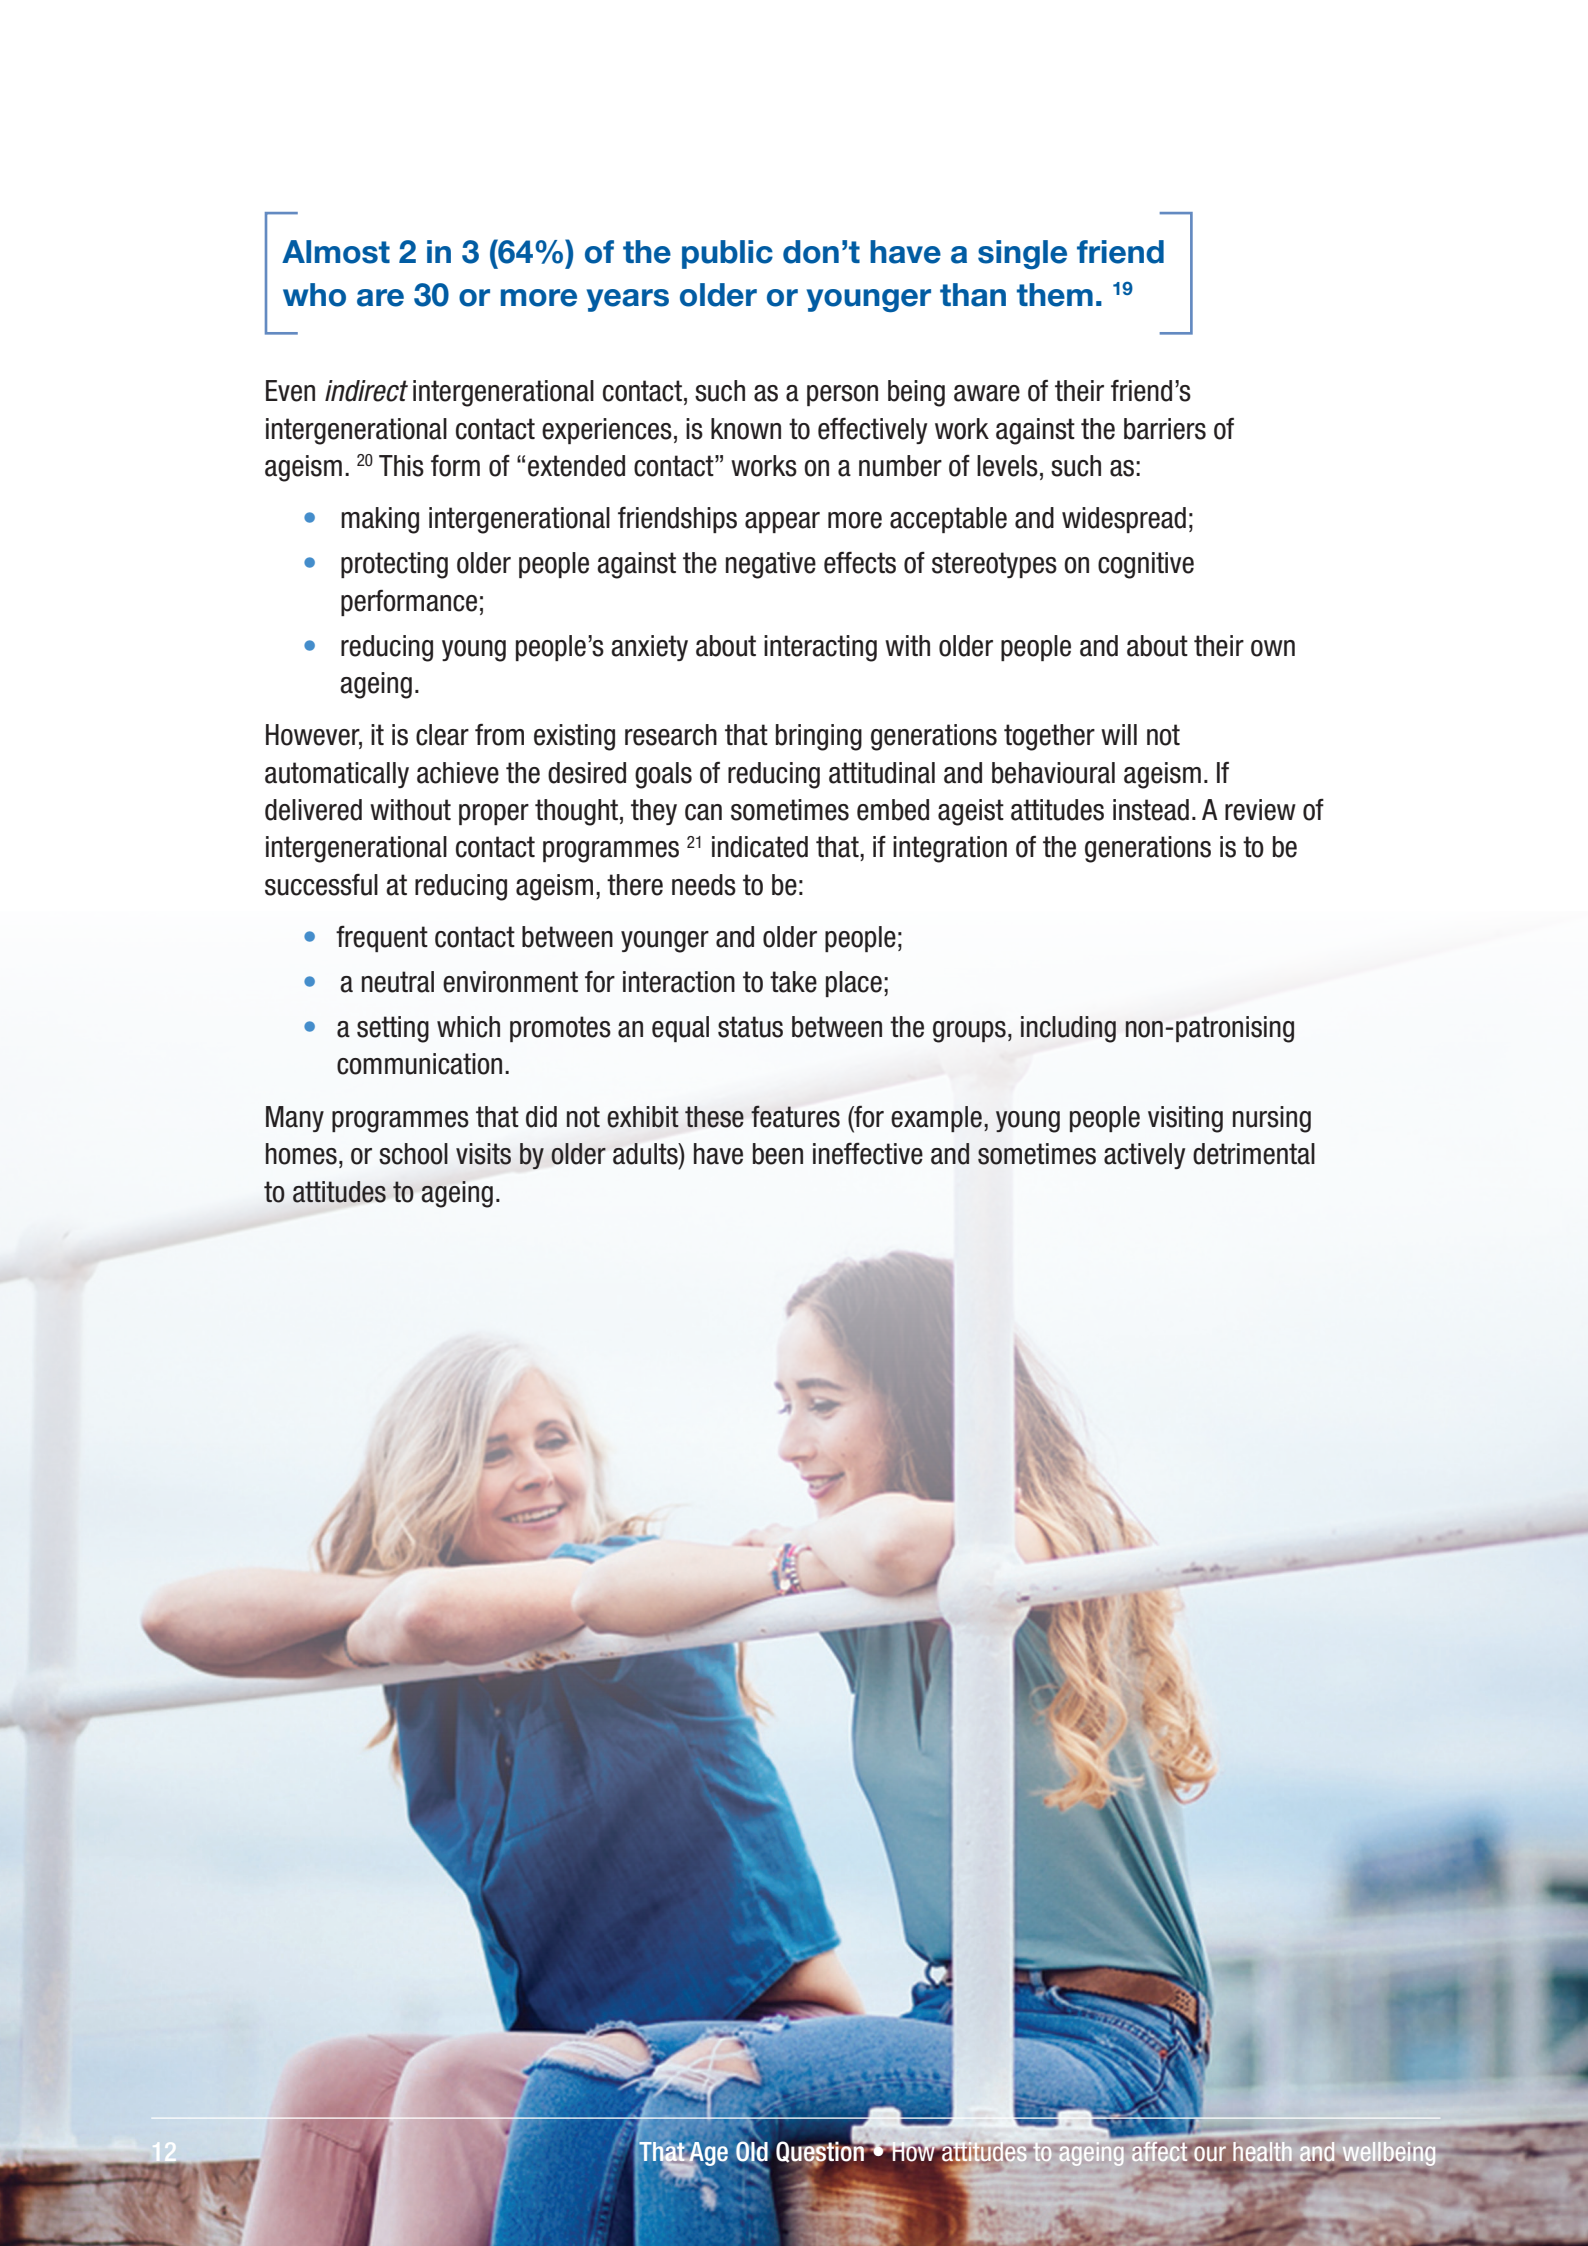 Almost 2 in 3 (64%) of the public don’t have a single friend
who are 30 or more years older or younger than them. 19
Even indirect intergenerational contact, such as a person being aware of their friend’s
intergenerational contact experiences, is known to effectively work against the barriers of
ageism. 20 This form of “extended contact” works on a number of levels, such as:
• making intergenerational friendships appear more acceptable and widespread;
• protecting older people against the negative effects of stereotypes on cognitive
performance;
• reducing young people’s anxiety about interacting with older people and about their own
ageing.
However, it is clear from existing research that bringing generations together will not
automatically achieve the desired goals of reducing attitudinal and behavioural ageism. If
delivered without proper thought, they can sometimes embed ageist attitudes instead. A review of
intergenerational contact programmes 21 indicated that, if integration of the generations is to be
successful at reducing ageism, there needs to be:
• frequent contact between younger and older people;
• a neutral environment for interaction to take place;
• a setting which promotes an equal status between the groups, including non-patronising
communication.
Many programmes that did not exhibit these features (for example, young people visiting nursing
homes, or school visits by older adults) have been ineffective and sometimes actively detrimental
to attitudes to ageing.
12 That Age Old Question • How attitudes to ageing affect our health and wellbeing